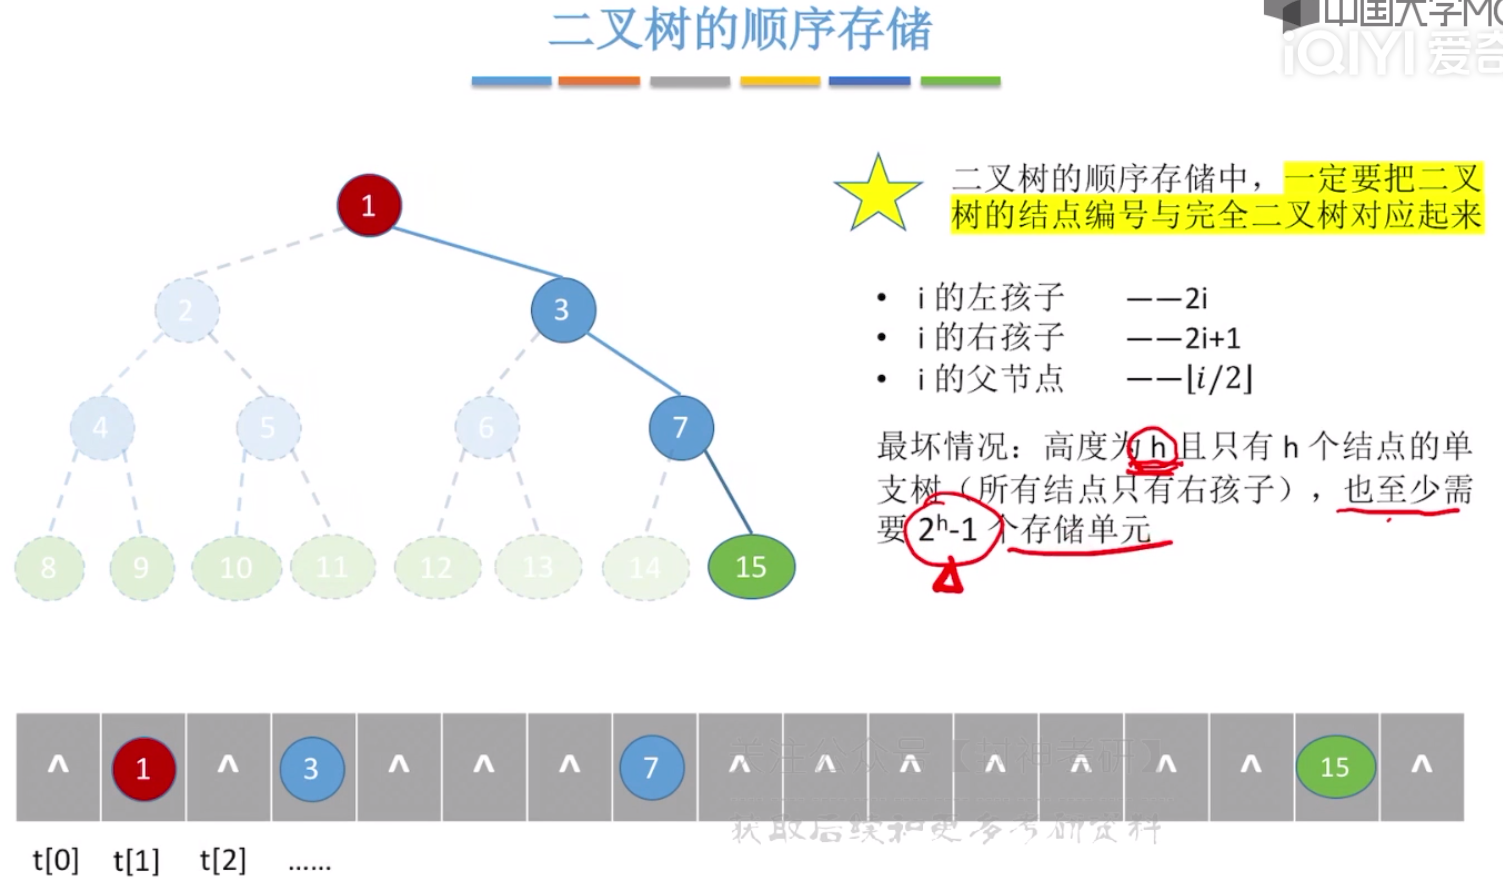 二叉树的顺序存储
中国大学MO
iQIYI 爱奇
二叉树的顺序存储中，一定要把二叉
树的结点编号与完全二叉树对应起来
• i 的左孩子 ——2i
• i 的右孩子 ——2i+1
• i 的父节点 ——⌊i/2⌋
最坏情况：高度为 h 且只有 h 个结点的单
支树（所有结点只有右孩子），也至少需
要 2ʰ-1 个存储单元
1
2 3
4 5 6 7
8 9 10 11 12 13 14 15
^ 1 ^ 3 ^ ^ ^ 7 ^ ^ ^ ^ ^ ^ ^ 15 ^
关注公众号【封神考研】
获取后续和更多考研资料
t[0] t[1] t[2] ……